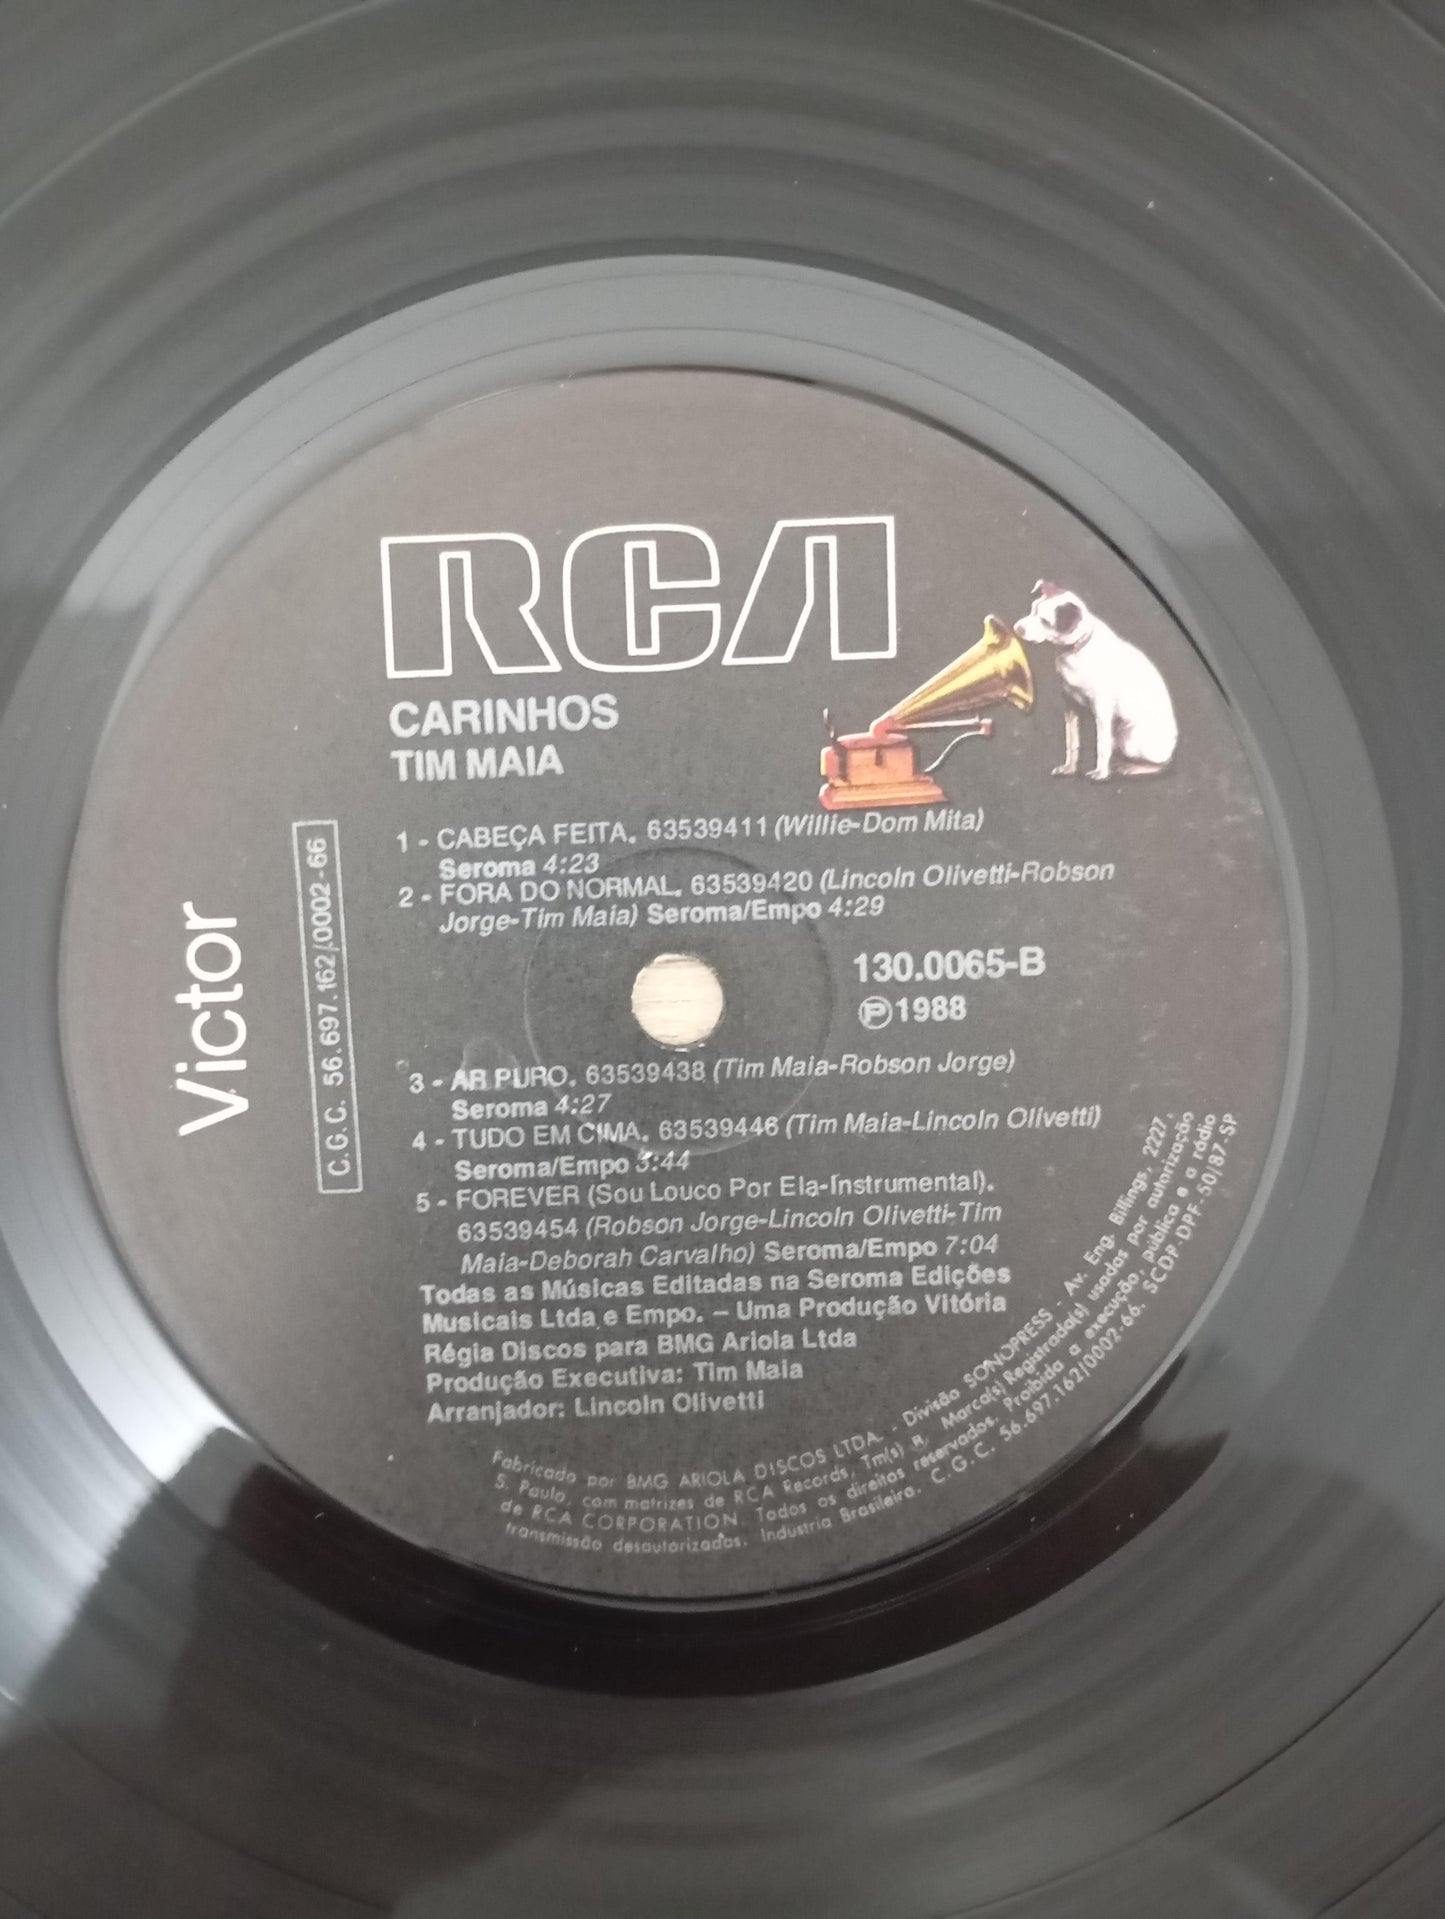 RCA
CARINHOS
TIM MAIA
1 - CABEÇA FEITA. 63539411 (Willie-Dom Mita)
Seroma 4:23
2 - FORA DO NORMAL. 63539420 (Lincoln Olivetti-Robson
Jorge-Tim Maia) Seroma/Empo 4:29
130.0065-B
Ⓟ1988
3 - AR PURO. 63539438 (Tim Maia-Robson Jorge)
Seroma 4:27
4 - TUDO EM CIMA. 63539446 (Tim Maia-Lincoln Olivetti)
Seroma/Empo 3:44
5 - FOREVER (Sou Louco Por Ela-Instrumental).
63539454 (Robson Jorge-Lincoln Olivetti-Tim
Maia-Deborah Carvalho) Seroma/Empo 7:04
Todas as Músicas Editadas na Seroma Edições
Musicais Ltda e Empo. – Uma Produção Vitória
Régia Discos para BMG Ariola Ltda
Produção Executiva: Tim Maia
Arranjador: Lincoln Olivetti
Victor
C.G.C. 56.697.162/0002-66
Fabricado por BMG ARIOLA DISCOS LTDA. - Divisão SONOPRESS - Av. Eng. Billings, 2227,
S. Paulo, com matrizes de RCA Records, Tm(s) R, Marca(s) Registrada(s) usadas por autorização
de RCA CORPORATION. Todos os direitos reservados. Proibida a execução, pública e a rádio
transmissão desautorizadas. Indústria Brasileira. C.G.C. 56.697.162/0002-66. SCDP-DPF-50/87-SP